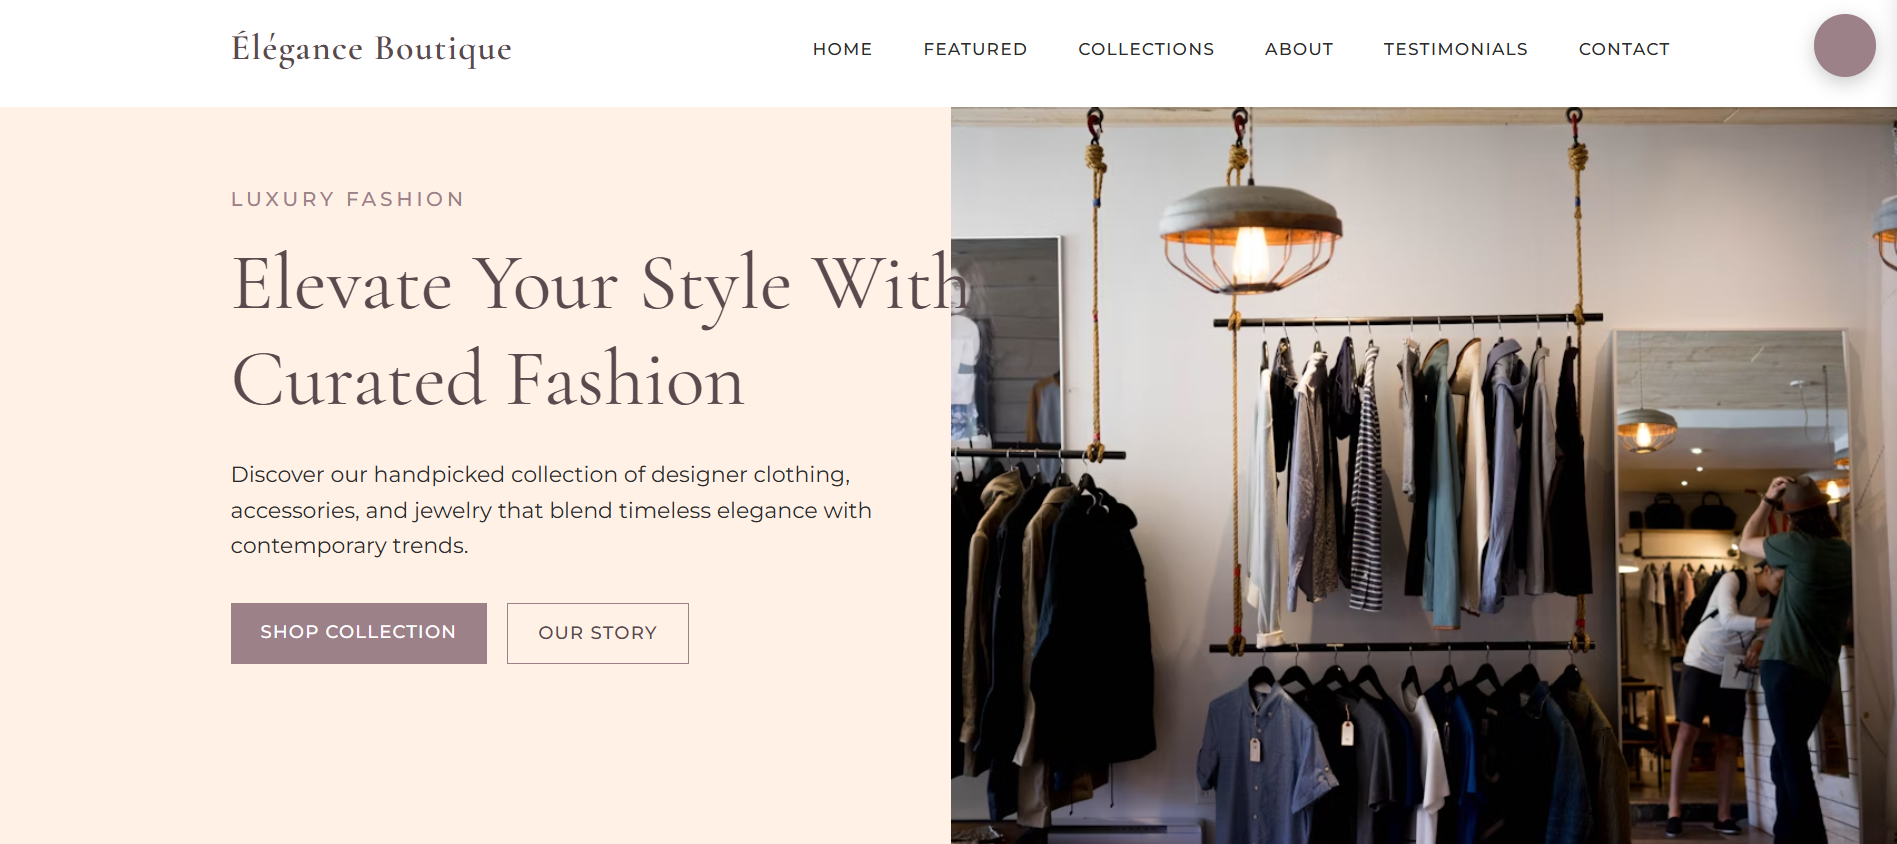 Élégance Boutique
HOME FEATURED COLLECTIONS ABOUT TESTIMONIALS CONTACT
LUXURY FASHION
Elevate Your Style With
Curated Fashion
Discover our handpicked collection of designer clothing,
accessories, and jewelry that blend timeless elegance with
contemporary trends.
SHOP COLLECTION
OUR STORY